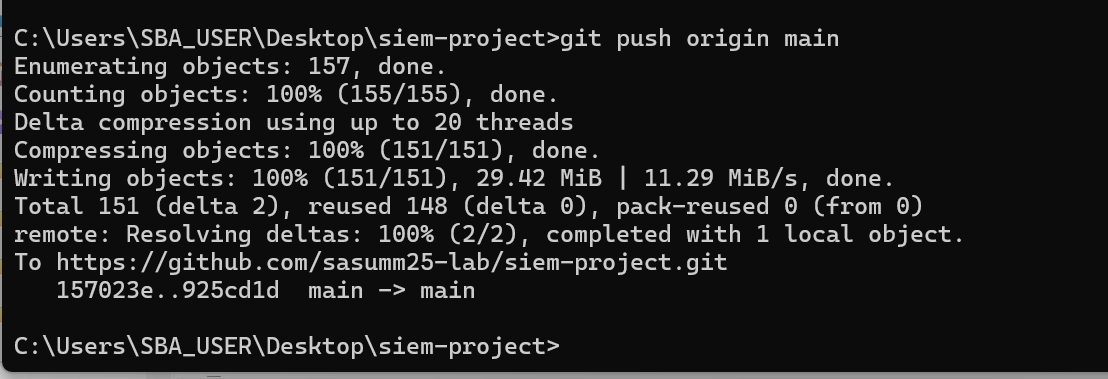 C:\Users\SBA_USER\Desktop\siem-project>git push origin main
Enumerating objects: 157, done.
Counting objects: 100% (155/155), done.
Delta compression using up to 20 threads
Compressing objects: 100% (151/151), done.
Writing objects: 100% (151/151), 29.42 MiB | 11.29 MiB/s, done.
Total 151 (delta 2), reused 148 (delta 0), pack-reused 0 (from 0)
remote: Resolving deltas: 100% (2/2), completed with 1 local object.
To https://github.com/sasumm25-lab/siem-project.git
   157023e..925cd1d  main -> main
C:\Users\SBA_USER\Desktop\siem-project>